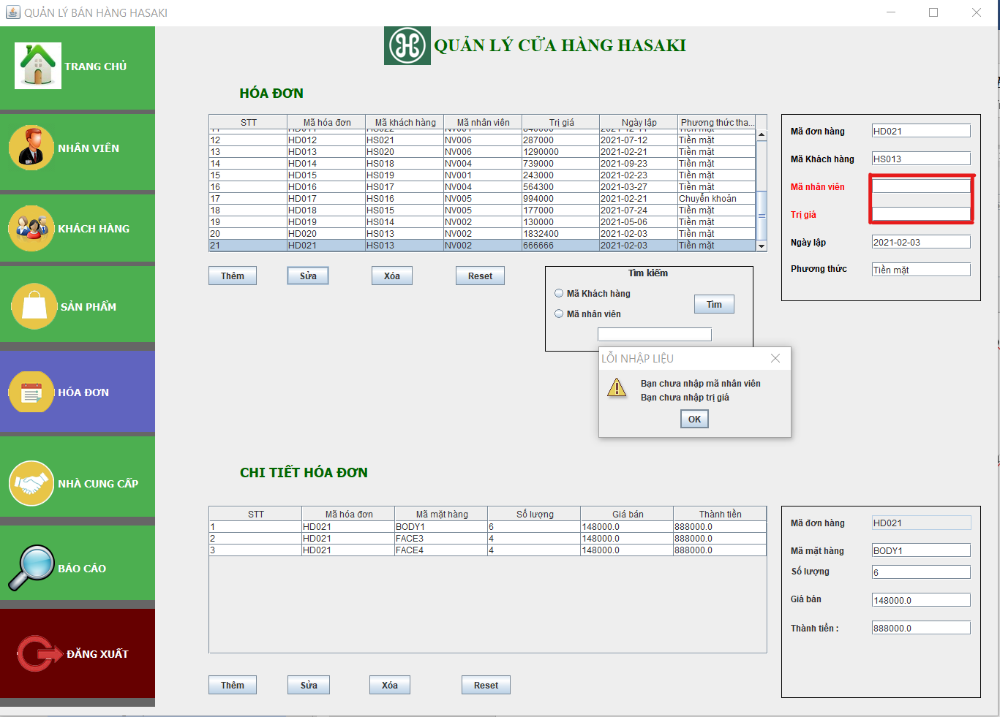 QUẢN LÝ BÁN HÀNG HASAKI
QUẢN LÝ CỬA HÀNG HASAKI
TRANG CHỦ
NHÂN VIÊN
KHÁCH HÀNG
SẢN PHẨM
HÓA ĐƠN
NHÀ CUNG CẤP
BÁO CÁO
ĐĂNG XUẤT
HÓA ĐƠN
STT Mã hóa đơn Mã khách hàng Mã nhân viên Trị giá Ngày lập Phương thức tha...
12 HD012 HS021 NV006 287000 2021-07-12 Tiền mặt
13 HD013 HS020 NV006 1290000 2021-02-21 Tiền mặt
14 HD014 HS018 NV004 739000 2021-09-23 Tiền mặt
15 HD015 HS019 NV001 243000 2021-02-23 Tiền mặt
16 HD016 HS017 NV004 564300 2021-03-27 Tiền mặt
17 HD017 HS016 NV005 994000 2021-02-21 Chuyển khoản
18 HD018 HS015 NV005 177000 2021-07-24 Tiền mặt
19 HD019 HS014 NV002 130000 2021-05-06 Tiền mặt
20 HD020 HS013 NV002 1832400 2021-02-03 Tiền mặt
21 HD021 HS013 NV002 666666 2021-02-03 Tiền mặt
Thêm Sửa Xóa Reset
Tìm kiếm
Mã Khách hàng
Mã nhân viên
Tìm
Mã đơn hàng HD021
Mã Khách hàng HS013
Mã nhân viên
Trị giá
Ngày lập 2021-02-03
Phương thức Tiền mặt
LỖI NHẬP LIỆU
Bạn chưa nhập mã nhân viên
Bạn chưa nhập trị giá
OK
CHI TIẾT HÓA ĐƠN
STT Mã hóa đơn Mã mặt hàng Số lượng Giá bán Thành tiền
1 HD021 BODY1 6 148000.0 888000.0
2 HD021 FACE3 4 148000.0 888000.0
3 HD021 FACE4 4 148000.0 888000.0
Thêm Sửa Xóa Reset
Mã đơn hàng HD021
Mã mặt hàng BODY1
Số lượng 6
Giá bán 148000.0
Thành tiền : 888000.0